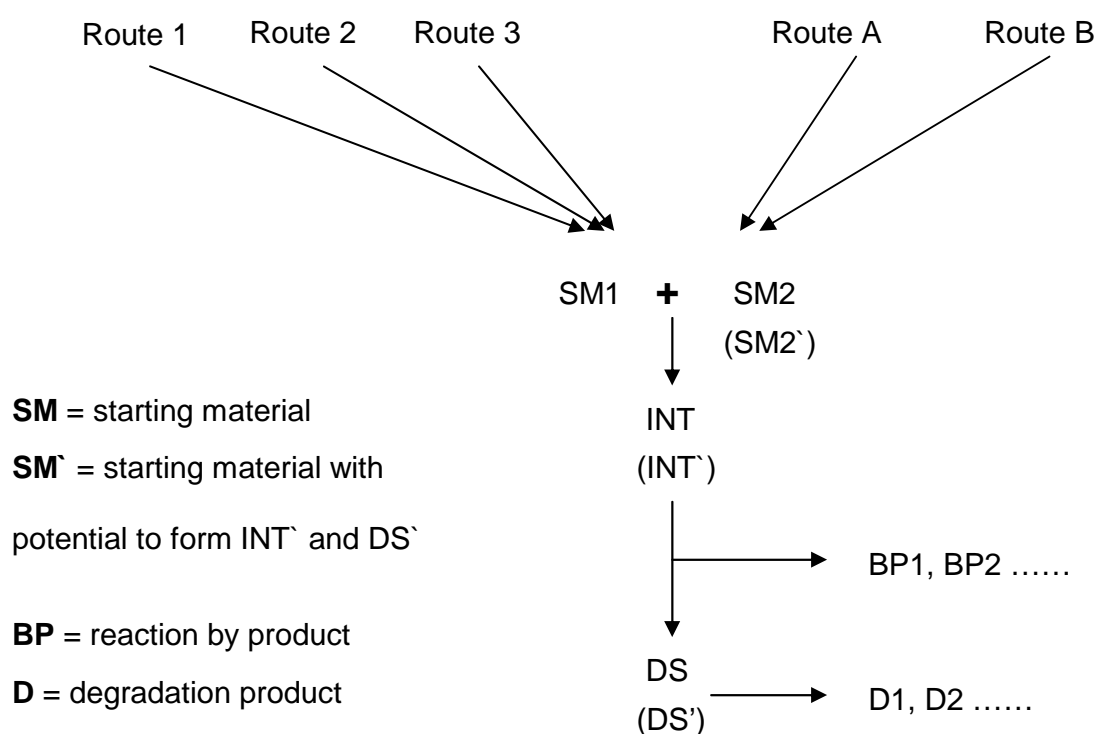 Route 1 Route 2 Route 3 Route A Route B
SM1 + SM2
(SM2`)
SM = starting material
INT
SM` = starting material with
(INT`)
potential to form INT` and DS`
BP1, BP2 ……
BP = reaction by product
DS
D = degradation product
D1, D2 ……
(DS’)